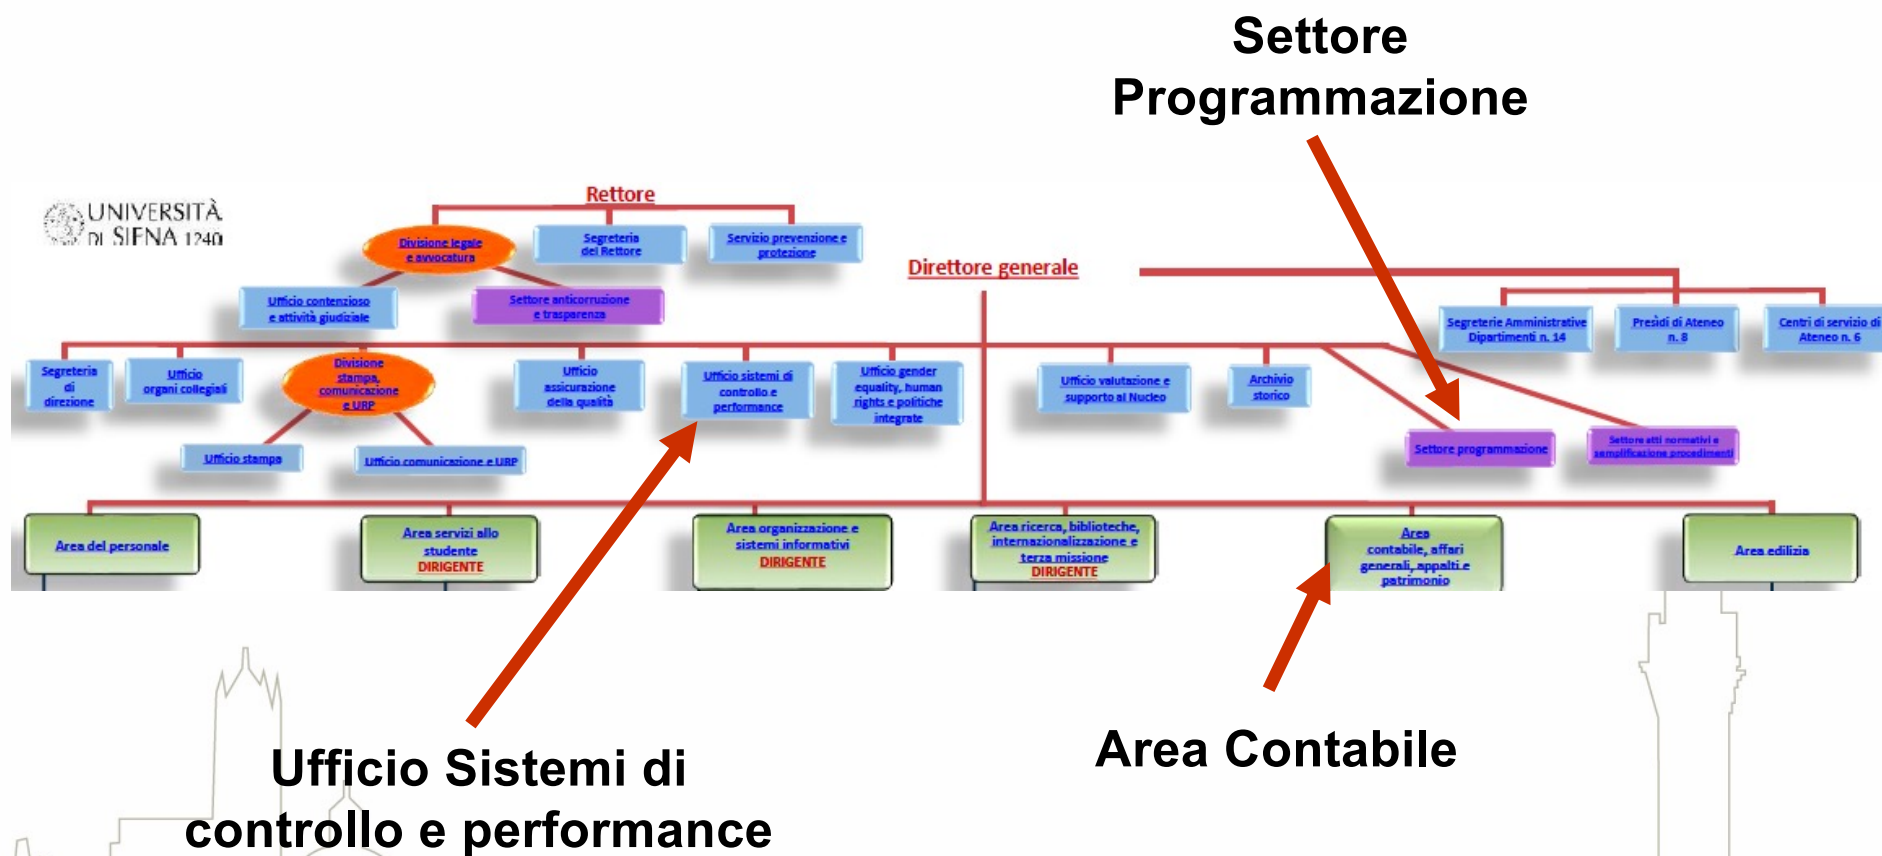 Settore
Programmazione
UNIVERSITÀ
DI SIENA 1240
Rettore
Divisione legale
e avvocatura
Segreteria
del Rettore
Servizio prevenzione e
protezione
Direttore generale
Ufficio contenzioso
e attività giudiziale
Settore anticorruzione
e trasparenza
Segreterie Amministrative
Dipartimenti n. 14
Presìdi di Ateneo
n. 8
Centri di servizio di
Ateneo n. 6
Segreteria
di
direzione
Ufficio
organi collegiali
Divisione
stampa,
comunicazione
e URP
Ufficio
assicurazione
della qualità
Ufficio sistemi di
controllo e
performance
Ufficio gender
equality, human
rights e politiche
integrate
Ufficio valutazione e
supporto al Nucleo
Archivio
storico
Ufficio stampa
Ufficio comunicazione e URP
Settore programmazione
Settore atti normativi e
semplificazione procedimenti
Area del personale
Area servizi allo
studente
DIRIGENTE
Area organizzazione e
sistemi informativi
DIRIGENTE
Area ricerca, biblioteche,
internazionalizzazione e
terza missione
DIRIGENTE
Area
contabile, affari
generali, appalti e
patrimonio
Area edilizia
Ufficio Sistemi di
controllo e performance
Area Contabile